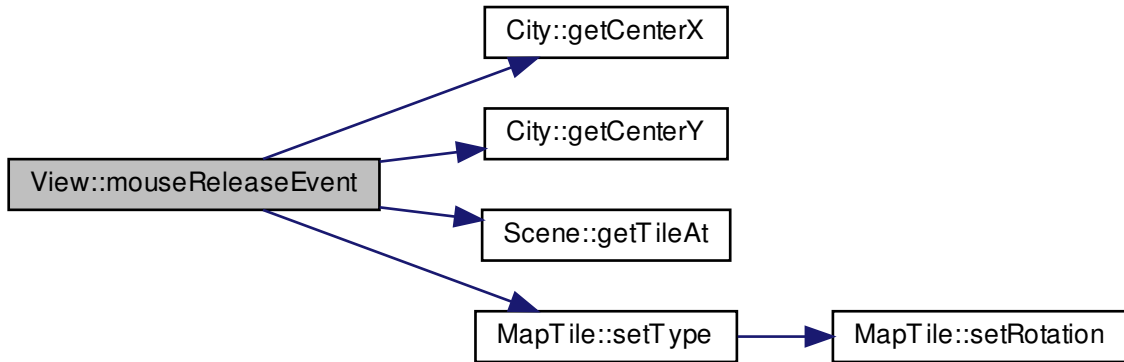 City::getCenterX
City::getCenterY
View::mouseReleaseEvent
Scene::getTileAt
MapTile::setType
MapTile::setRotation